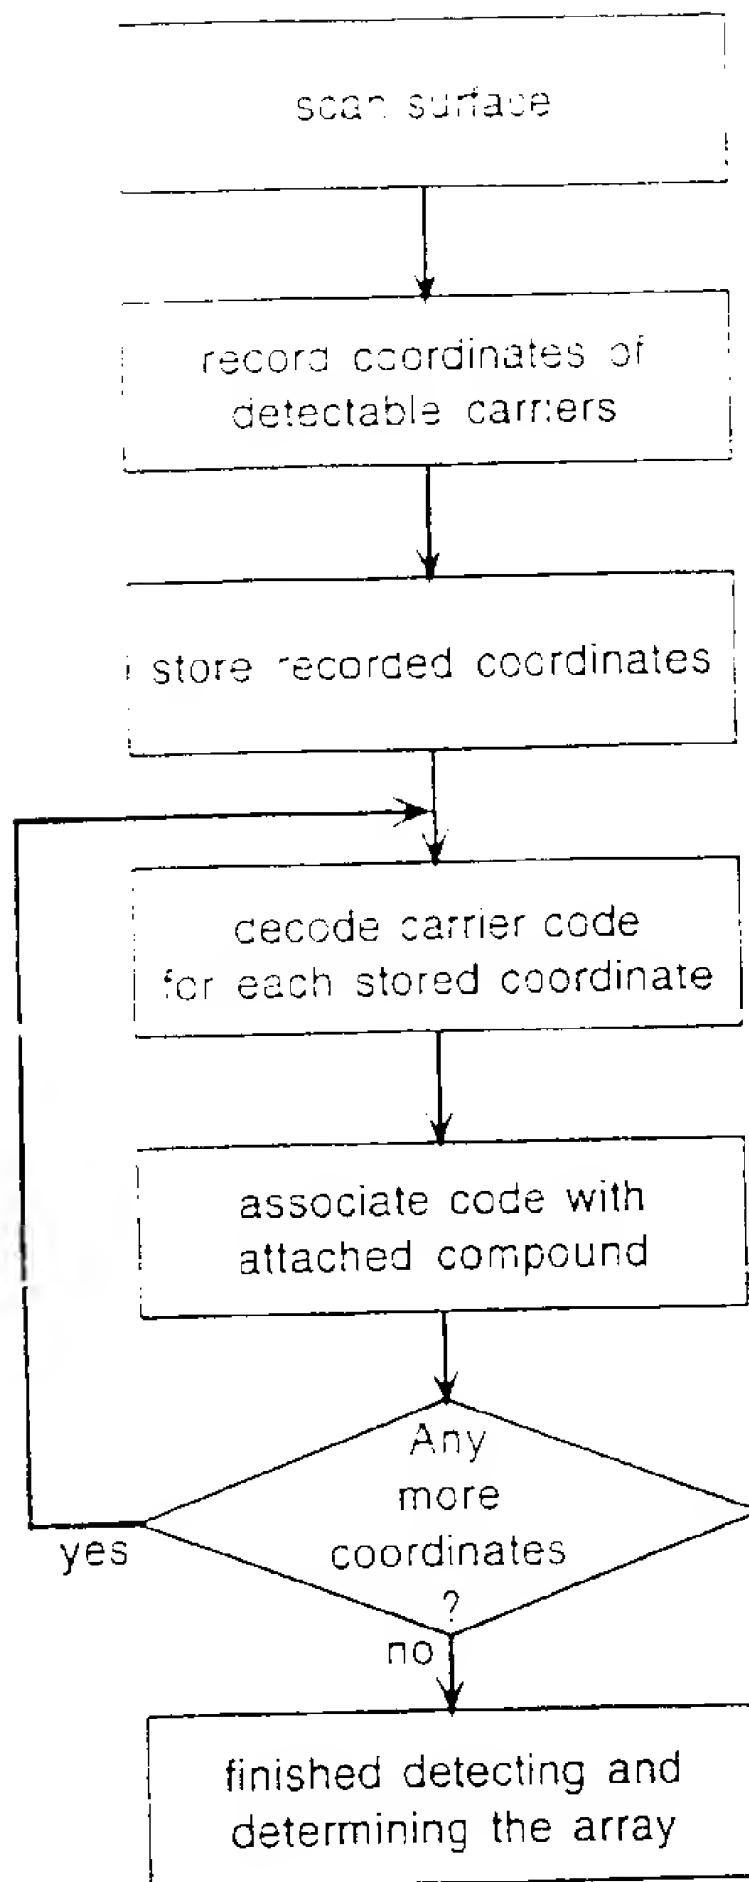 scan surface
record coordinates of
detectable carriers
store recorded coordinates
decode carrier code
for each stored coordinate
associate code with
attached compound
Any
more
coordinates
?
yes
no
finished detecting and
determining the array